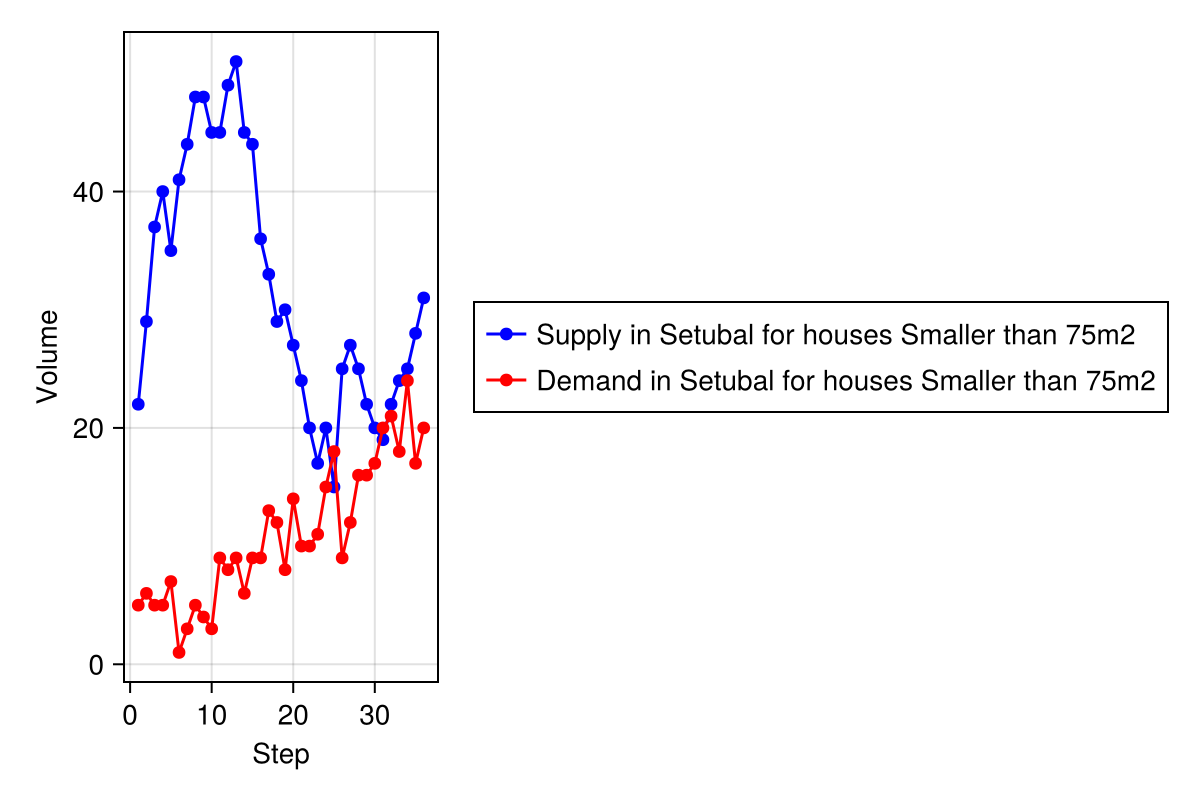 Volume
40
20
0
0 10 20 30
Step
Supply in Setubal for houses Smaller than 75m2
Demand in Setubal for houses Smaller than 75m2